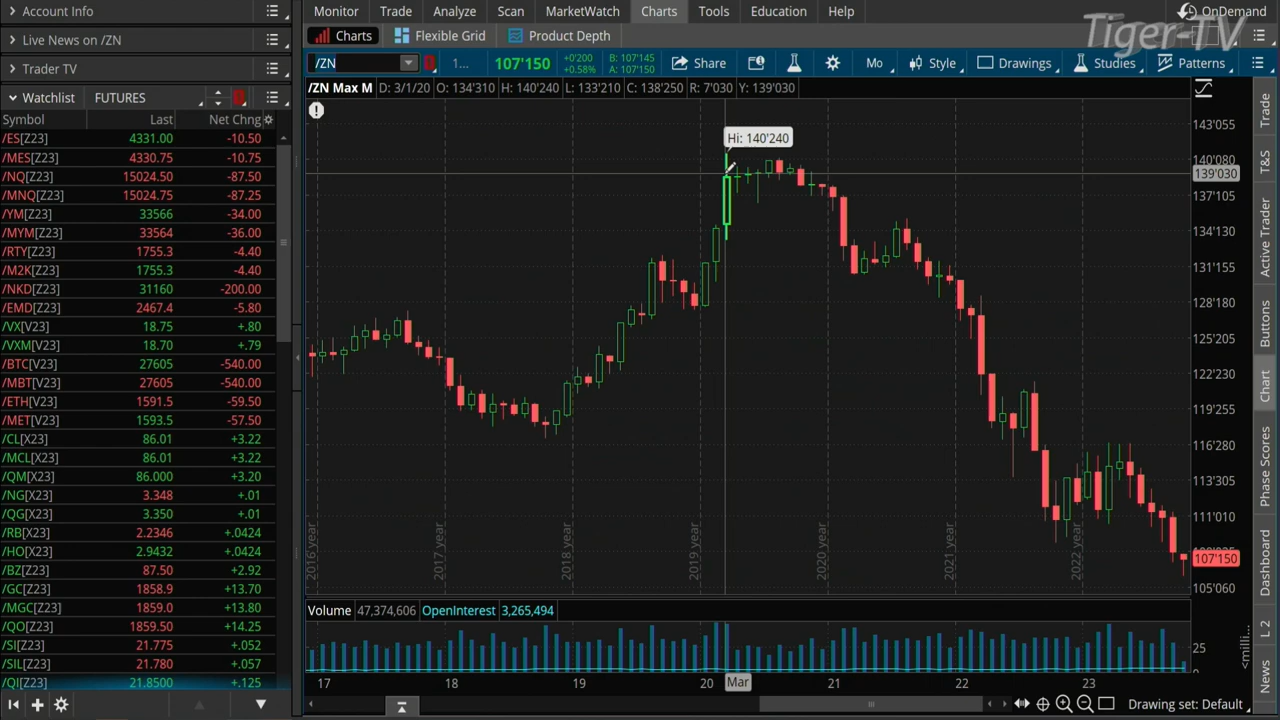 Account Info
Live News on /ZN
Trader TV
Watchlist FUTURES
Symbol Last Net Chng
/ES[Z23] 4331.00 -10.50
/MES[Z23] 4330.75 -10.75
/NQ[Z23] 15024.50 -87.50
/MNQ[Z23] 15024.75 -87.25
/YM[Z23] 33566 -34.00
/MYM[Z23] 33564 -36.00
/RTY[Z23] 1755.3 -4.40
/M2K[Z23] 1755.3 -4.40
/NKD[Z23] 31160 -200.00
/EMD[Z23] 2467.4 -5.80
/VX[V23] 18.75 +.80
/VXM[V23] 18.70 +.79
/BTC[V23] 27605 -540.00
/MBT[V23] 27605 -540.00
/ETH[V23] 1591.5 -59.50
/MET[V23] 1593.5 -57.50
/CL[X23] 86.01 +3.22
/MCL[X23] 86.01 +3.22
/QM[X23] 86.000 +3.20
/NG[X23] 3.348 +.01
/QG[X23] 3.350 +.01
/RB[X23] 2.2346 +.0424
/HO[X23] 2.9432 +.0424
/BZ[Z23] 87.50 +2.92
/GC[Z23] 1858.9 +13.70
/MGC[Z23] 1859.0 +13.80
/QO[Z23] 1859.50 +14.25
/SI[Z23] 21.775 +.057
/SIL[Z23] 21.780 +.062
/QI[Z23] 21.8500 +.125
Monitor Trade Analyze Scan MarketWatch Charts Tools Education Help OnDemand
Tiger-TV
Charts Flexible Grid Product Depth
/ZN 1... 107'150 +0'200 +0.58% B: 107'145 A: 107'150 Share Mo Style Drawings Studies Patterns
/ZN Max M D: 3/1/20 O: 134'310 H: 140'240 L: 133'210 C: 138'250 R: 7'030 Y: 139'030
Hi: 140'240
143'055
140'080
139'030
137'105
134'130
131'155
128'180
125'205
122'230
119'255
116'280
113'305
111'010
107'150
105'060
2016 year 2017 year 2018 year 2019 year 2020 year 2021 year 2022 year
Volume 47,374,606 OpenInterest 3,265,494
25
<milli...
17 18 19 20 Mar 21 22 23
Drawing set: Default
Trade
T&S
Active Trader
Buttons
Chart
Phase Scores
Dashboard
L 2
News